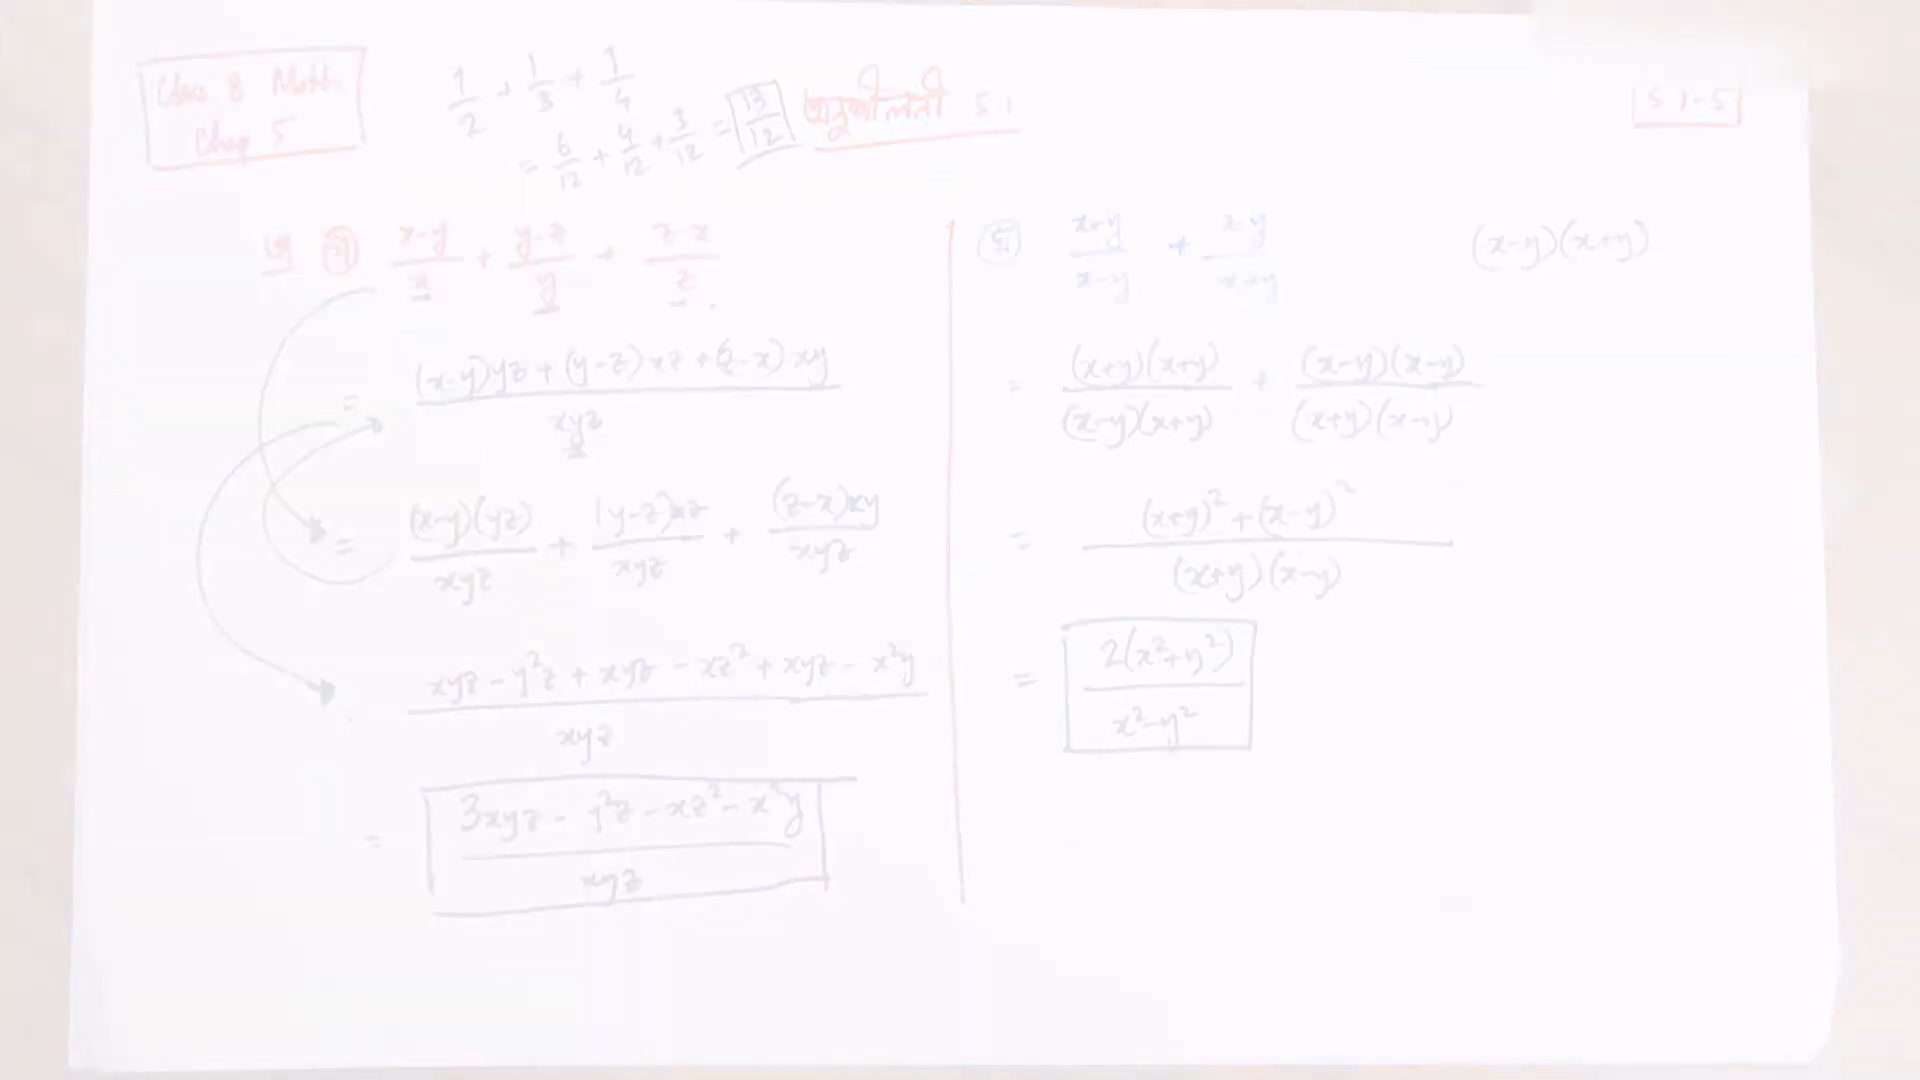 Class 8 Math
Chap 5
1/2 + 1/3 + 1/4
= 6/12 + 4/12 + 3/12 = 13/12
অনুশীলনী 5.1
5.1-5
(x-y)/x + (y-z)/y + (z-x)/z
= ((x-y)yz + (y-z)xz + (z-x)xy)/xyz
= (x-y)(yz)/xyz + (y-z)xz/xyz + (z-x)xy/xyz
(xyz - y²z + xyz - xz² + xyz - x²y)/xyz
= (3xyz - y²z - xz² - x²y)/xyz
(x+y)/(x-y) + (x-y)/(x+y)
(x-y)(x+y)
= (x+y)(x+y)/(x-y)(x+y) + (x-y)(x-y)/(x+y)(x-y)
= ((x+y)² + (x-y)²)/(x+y)(x-y)
= 2(x²+y²)/(x²-y²)